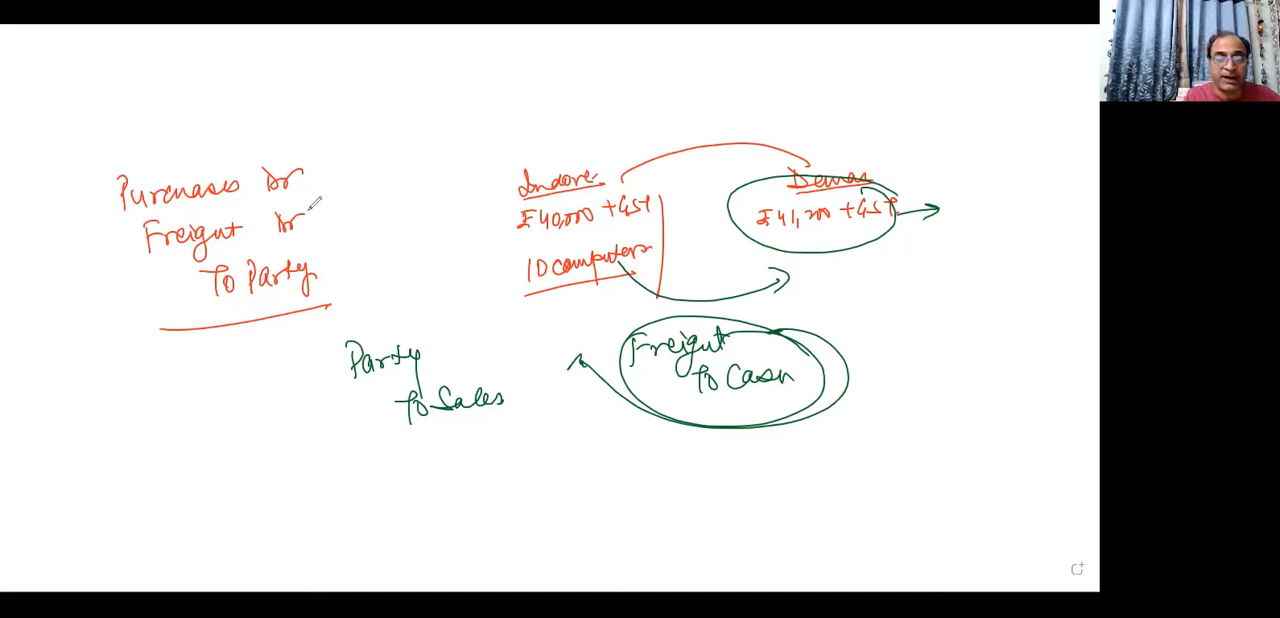 Purchases Dr
Freight Dr
To Party
Indore
₹40,000 + GST
10 computers
Dewas
₹41,200 + GST
Freight
To Cash
Party
To Sales